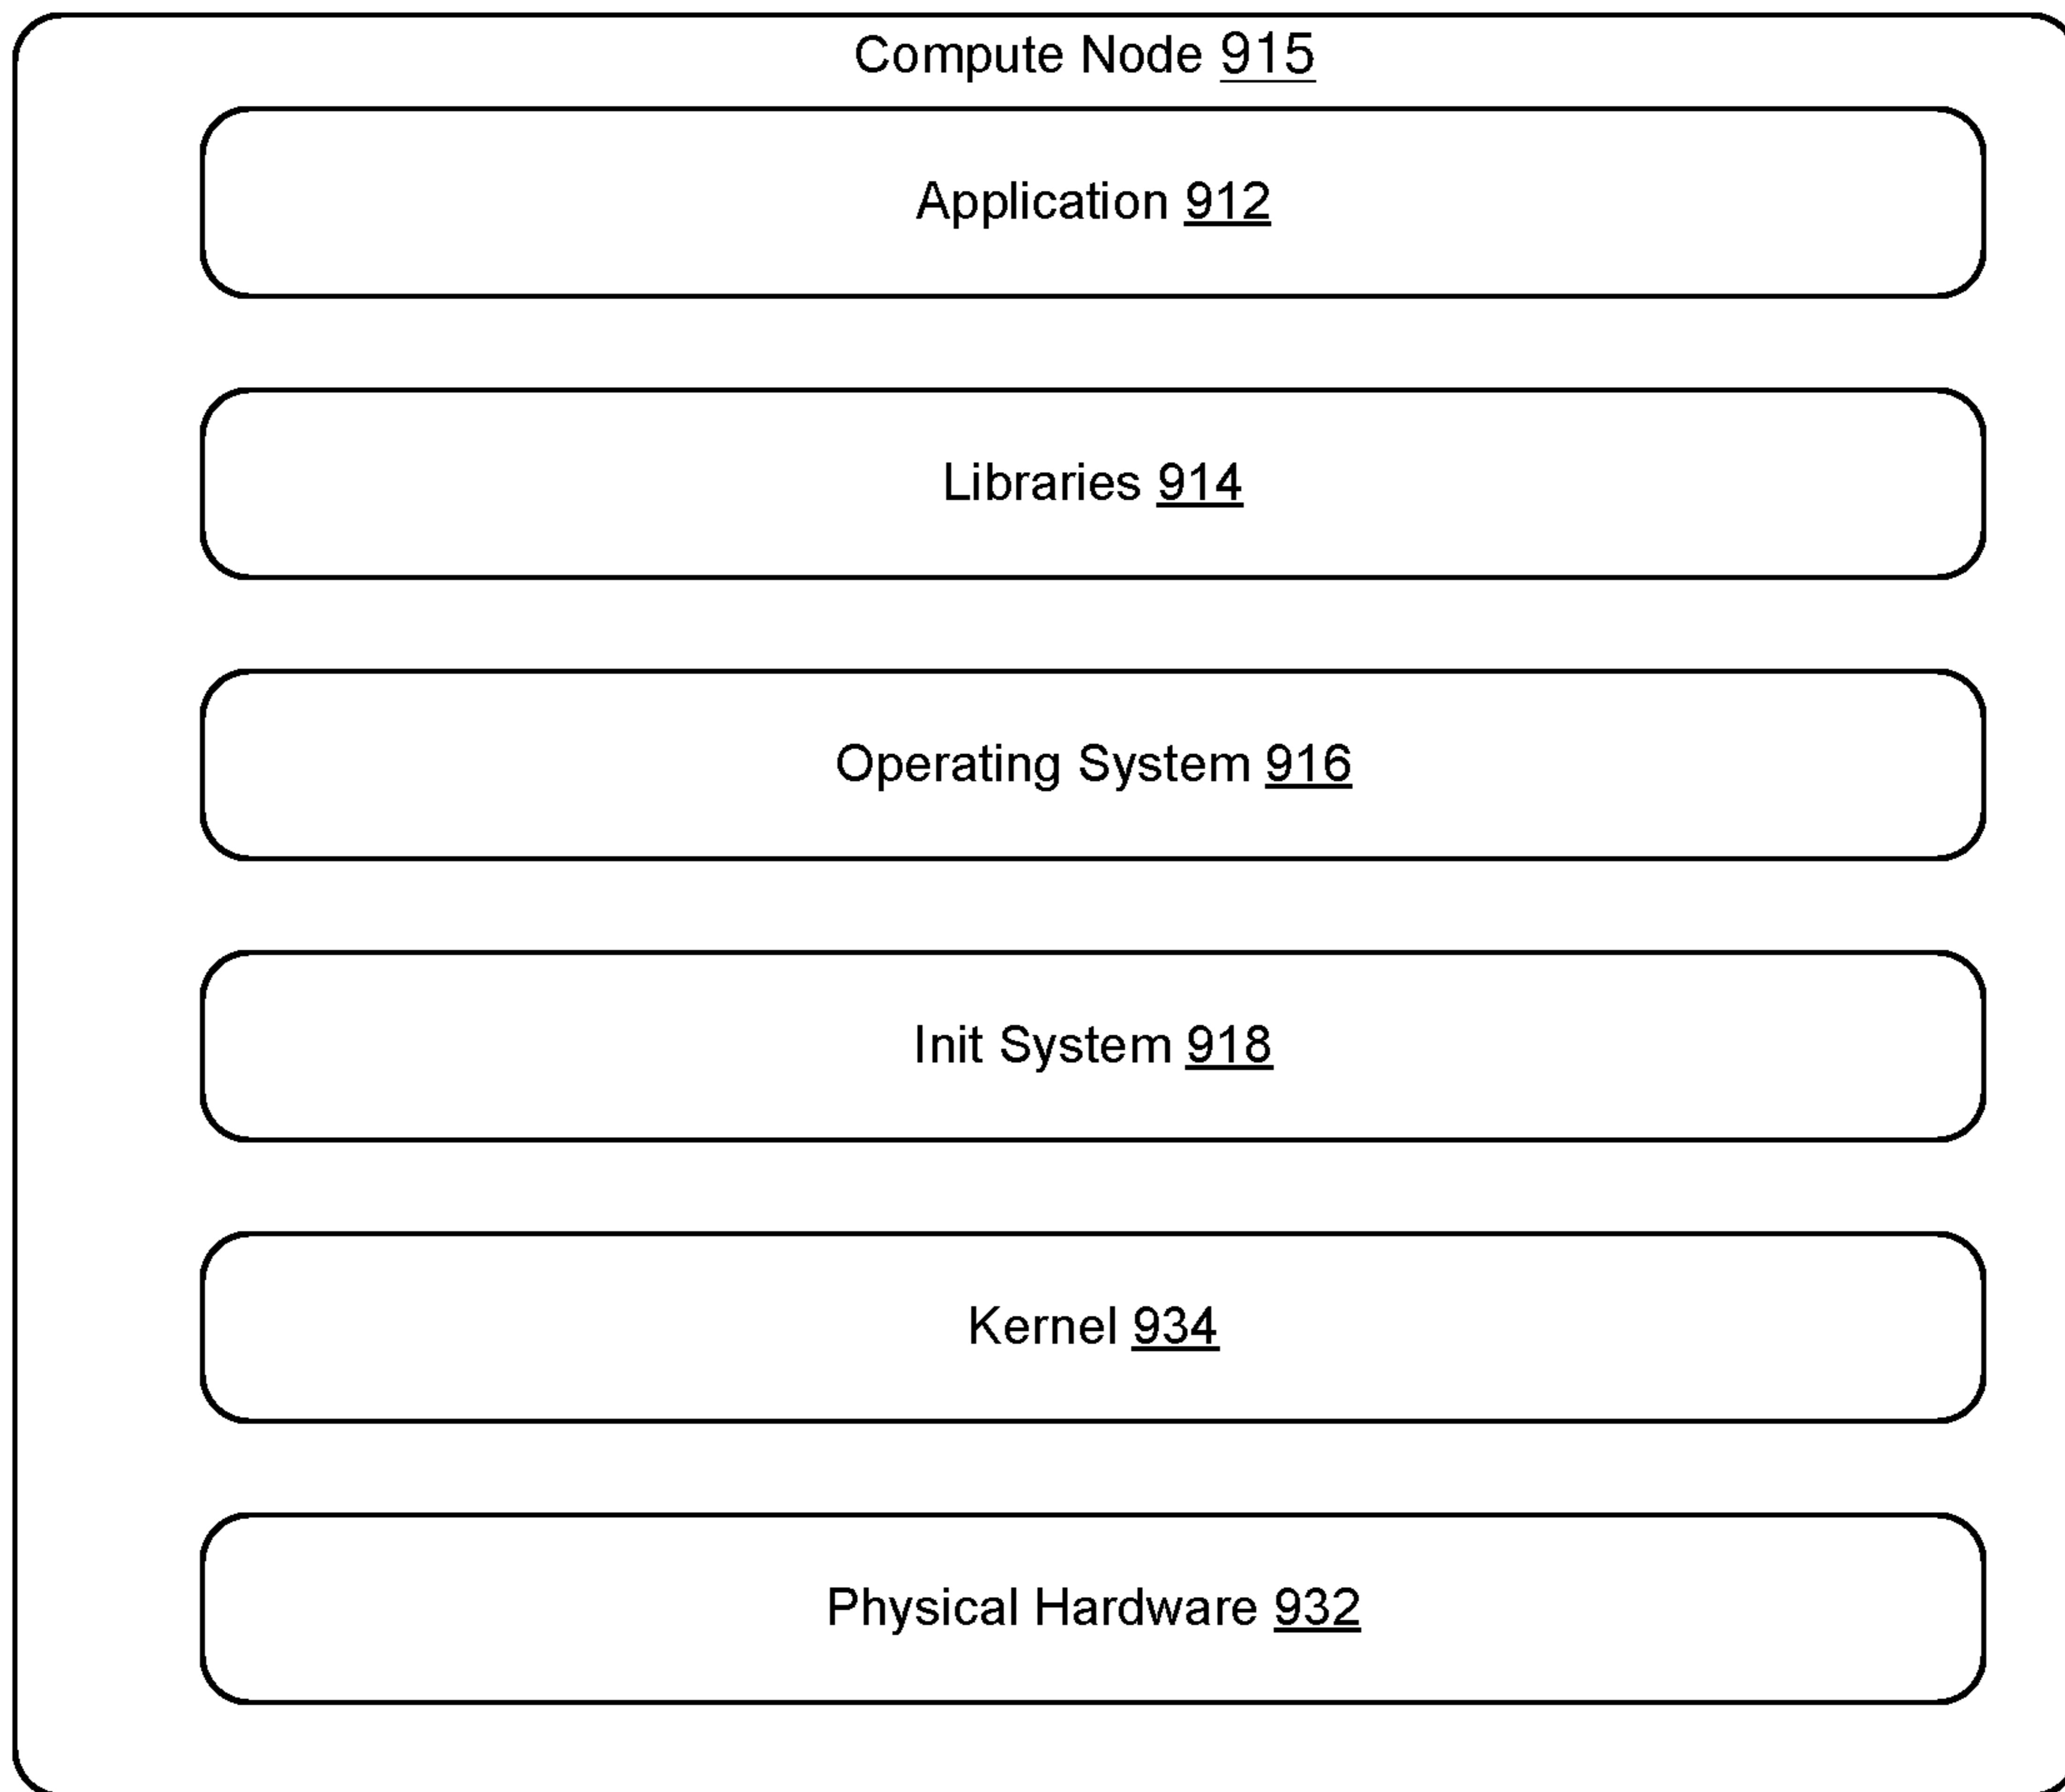 Compute Node 915
Application 912
Libraries 914
Operating System 916
Init System 918
Kernel 934
Physical Hardware 932